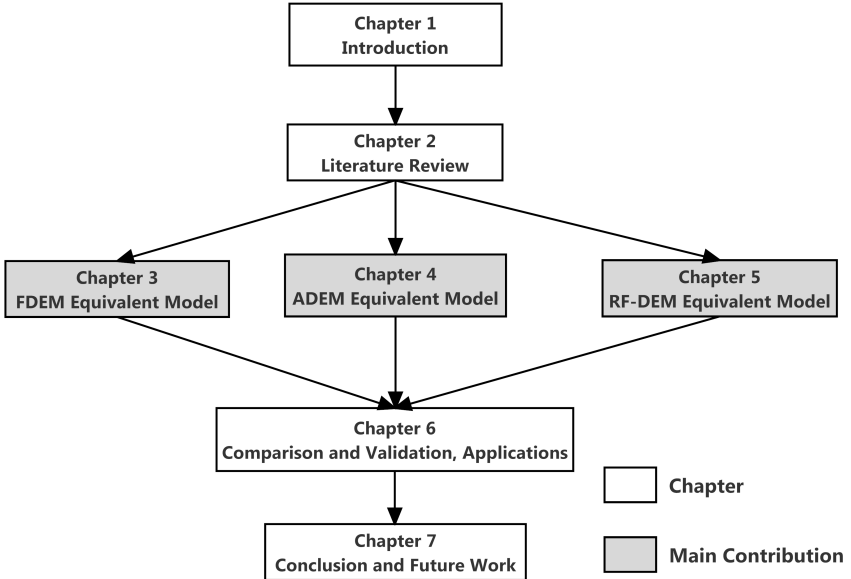 Chapter 1
Introduction
Chapter 2
Literature Review
Chapter 3
FDEM Equivalent Model
Chapter 4
ADEM Equivalent Model
Chapter 5
RF-DEM Equivalent Model
Chapter 6
Comparison and Validation, Applications
Chapter 7
Conclusion and Future Work
Chapter
Main Contribution